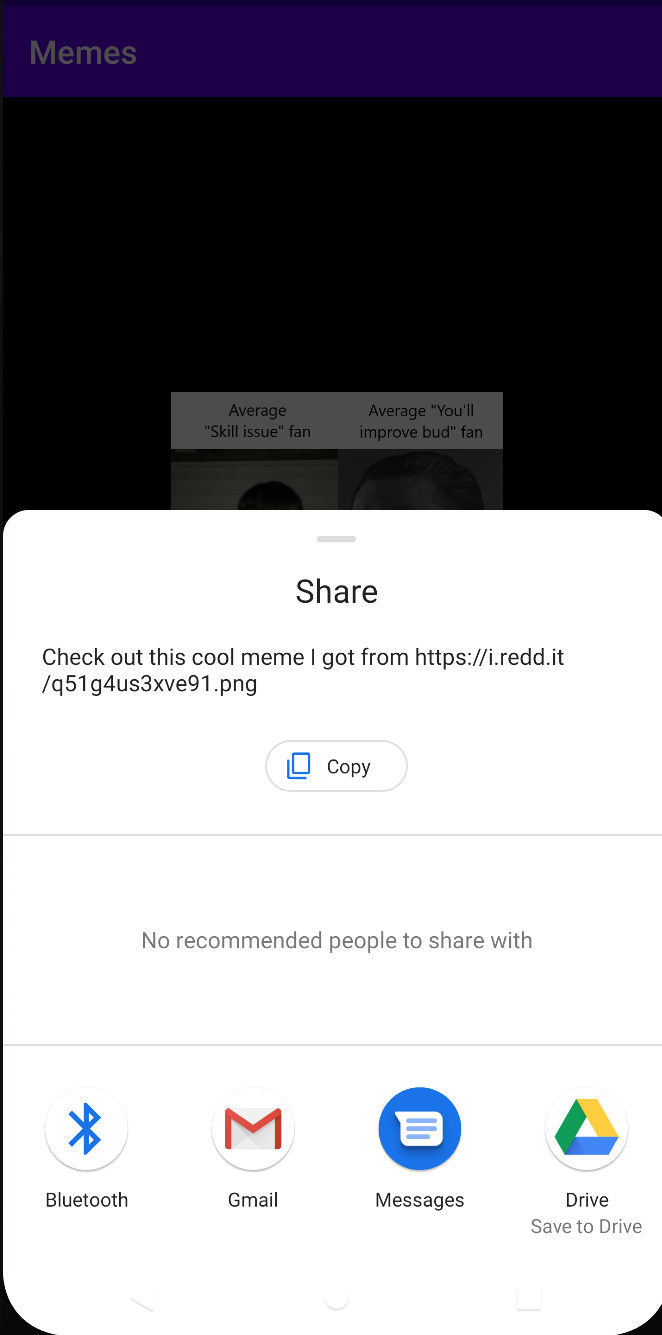 Memes
Average
"Skill issue" fan
Average "You'll
improve bud" fan
Share
Check out this cool meme I got from https://i.redd.it
/q51g4us3xve91.png
Copy
No recommended people to share with
Bluetooth
Gmail
Messages
Drive
Save to Drive